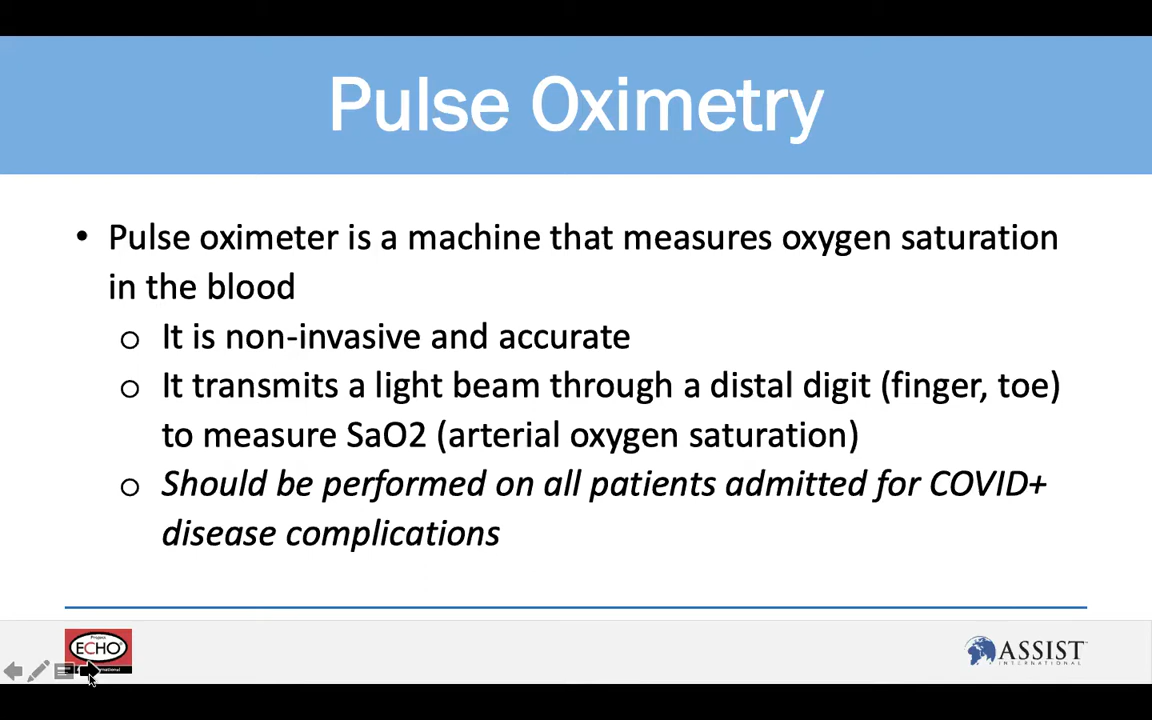 Pulse Oximetry
• Pulse oximeter is a machine that measures oxygen saturation
in the blood
o It is non-invasive and accurate
o It transmits a light beam through a distal digit (finger, toe)
to measure SaO2 (arterial oxygen saturation)
o Should be performed on all patients admitted for COVID+
disease complications
Project
ECHO
ASSIST
INTERNATIONAL